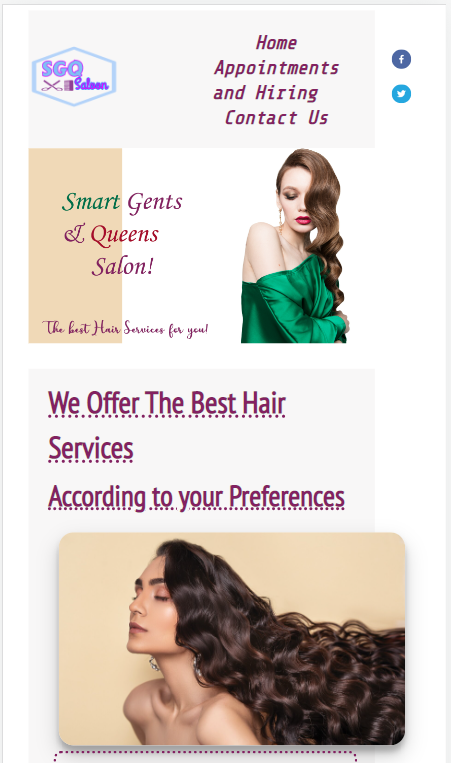 SGQ
Saloon
Home
Appointments
and Hiring
Contact Us
Smart Gents
& Queens
Salon!
The best Hair Services for you!
We Offer The Best Hair
Services
According to your Preferences